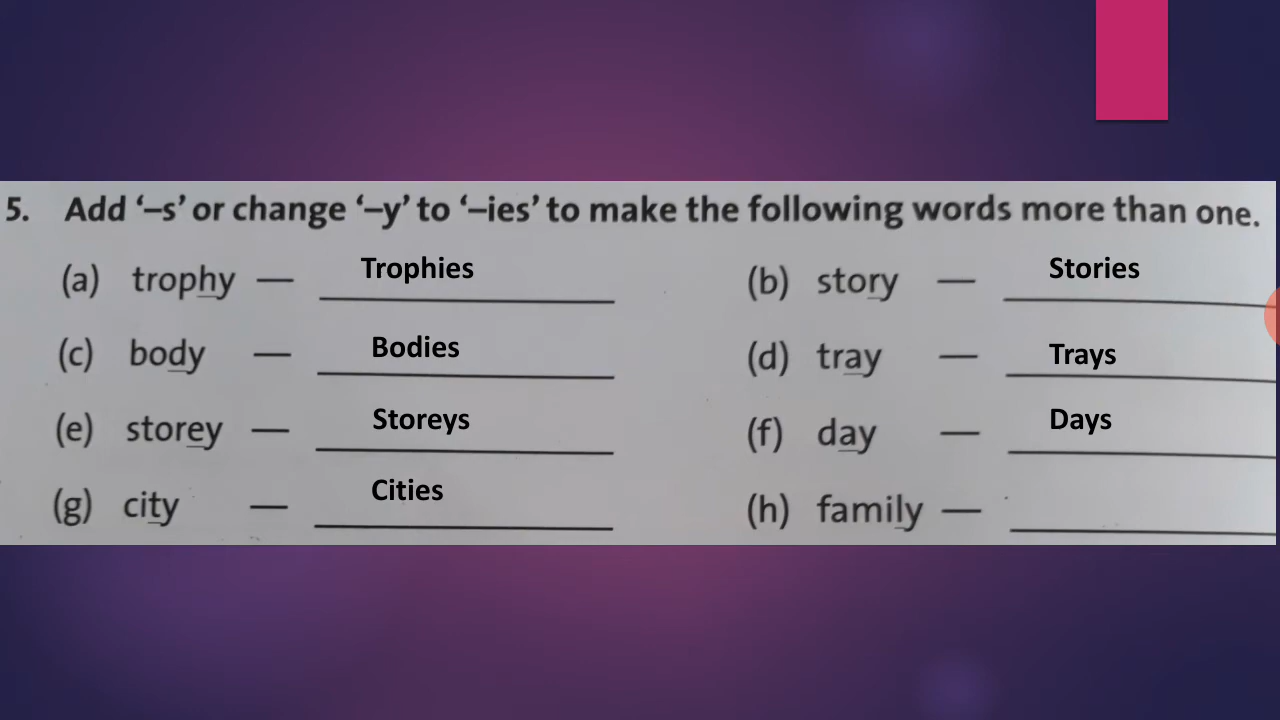 5. Add ‘–s’ or change ‘–y’ to ‘–ies’ to make the following words more than one.
(a) trophy — Trophies (b) story — Stories
(c) body — Bodies (d) tray — Trays
(e) storey — Storeys (f) day — Days
(g) city — Cities (h) family —